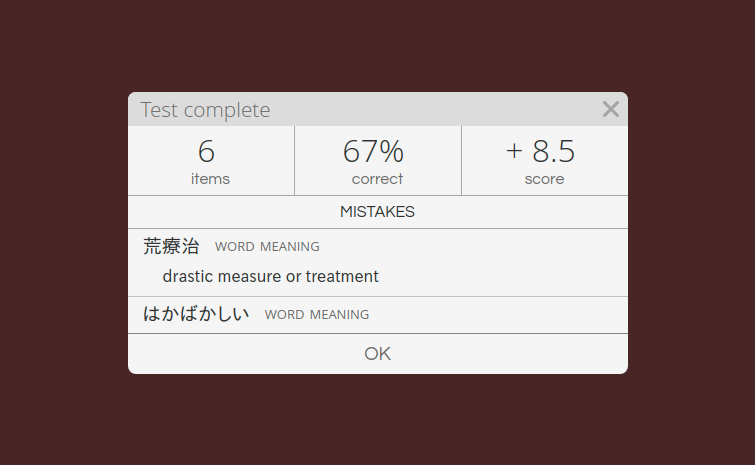 Test complete
6 67% + 8.5
items correct score
MISTAKES
荒療治 WORD MEANING
drastic measure or treatment
はかばかしい WORD MEANING
OK